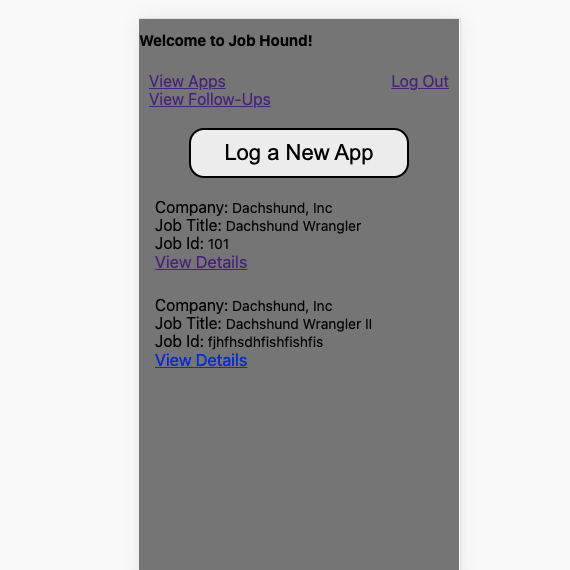 Welcome to Job Hound!
View Apps
Log Out
View Follow-Ups
Log a New App
Company: Dachshund, Inc
Job Title: Dachshund Wrangler
Job Id: 101
View Details
Company: Dachshund, Inc
Job Title: Dachshund Wrangler II
Job Id: fjhfhsdhfishfishfis
View Details